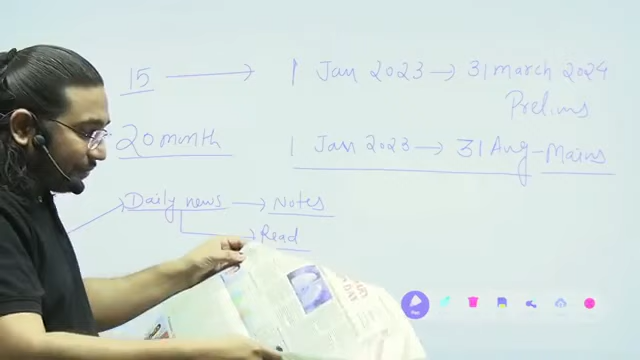 15 → 1 Jan 2023 → 31 march 2024
Prelims
20 month 1 Jan 2023 → 31 Aug - Mains
Daily news → Notes
Read